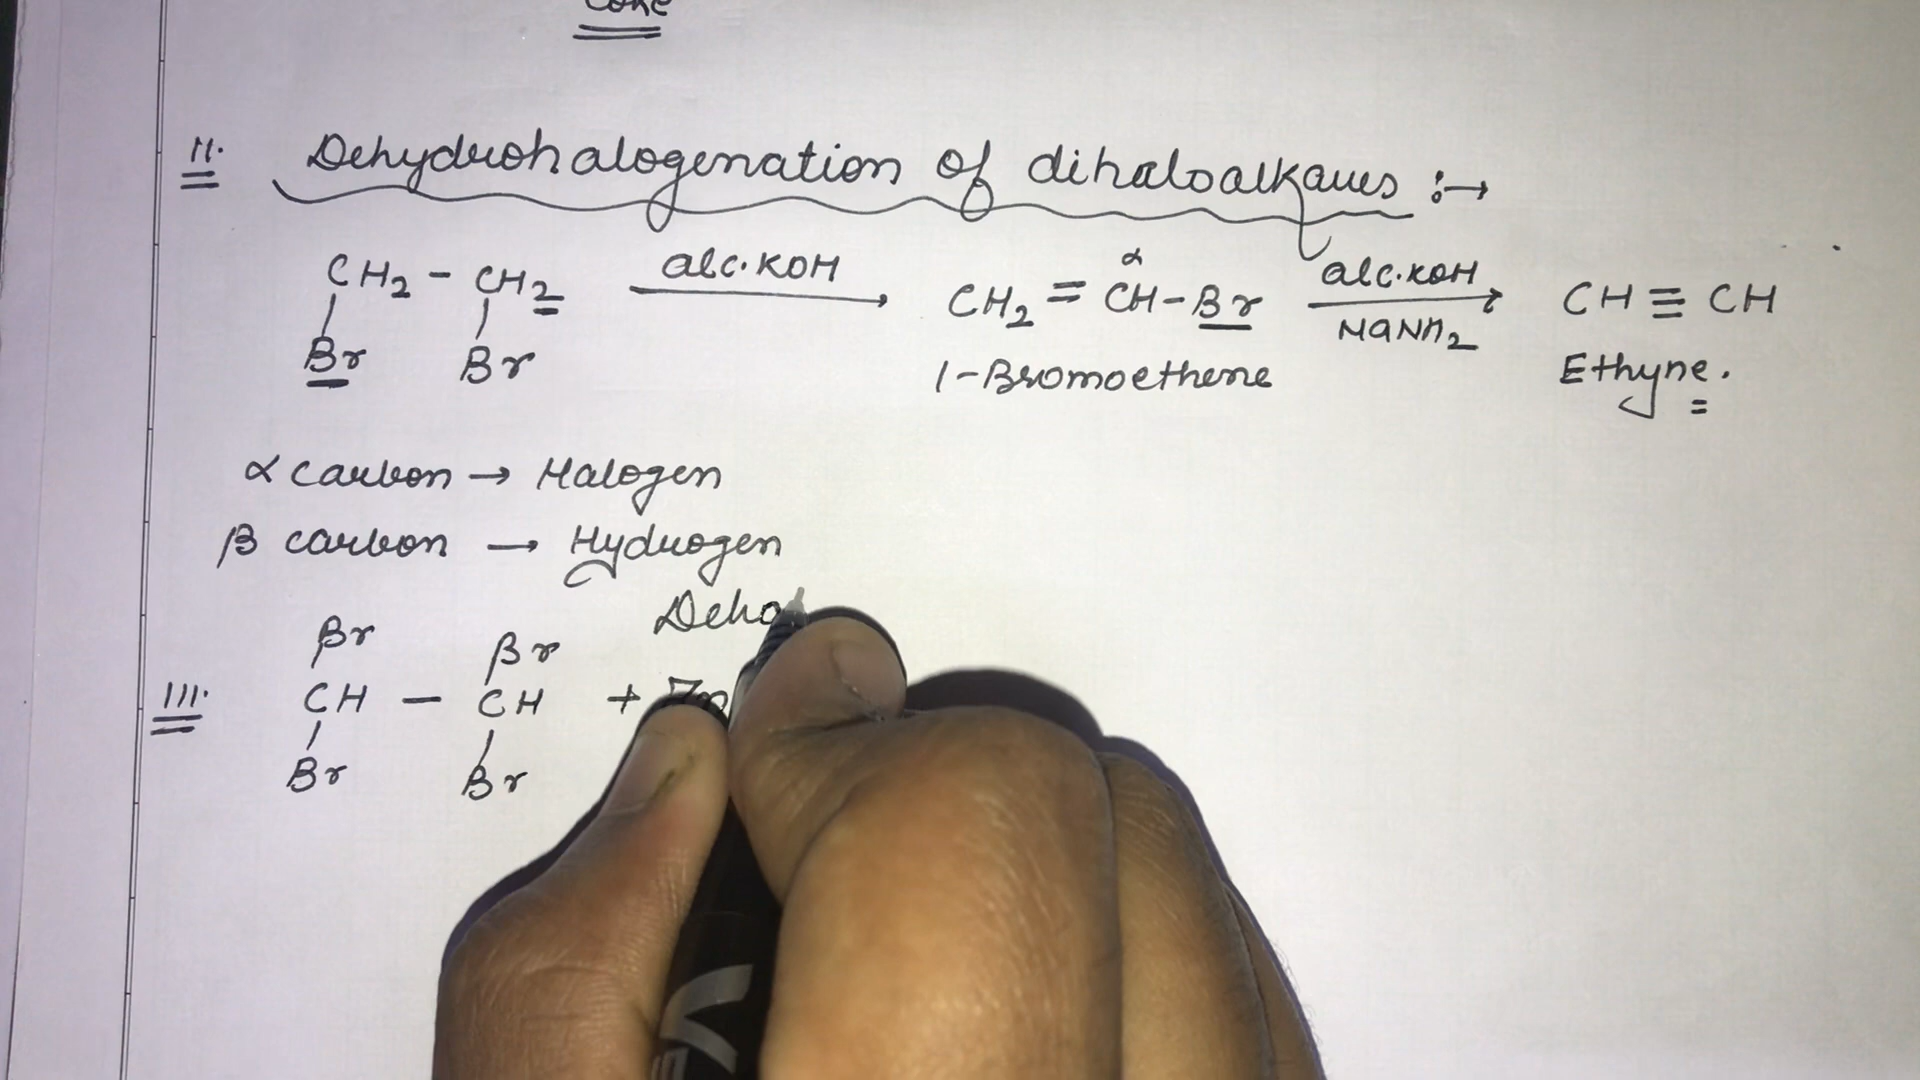 II. Dehydrohalogenation of dihaloalkanes :→
CH2 - CH2 alc.KOH CH2 = CH-Br alc.KOH CH ≡ CH
α
NaNH2
Br Br 1-Bromoethene Ethyne.
α carbon → Halogen
β carbon → Hydrogen
Deha
Br Br
III. CH - CH + Zn
Br Br